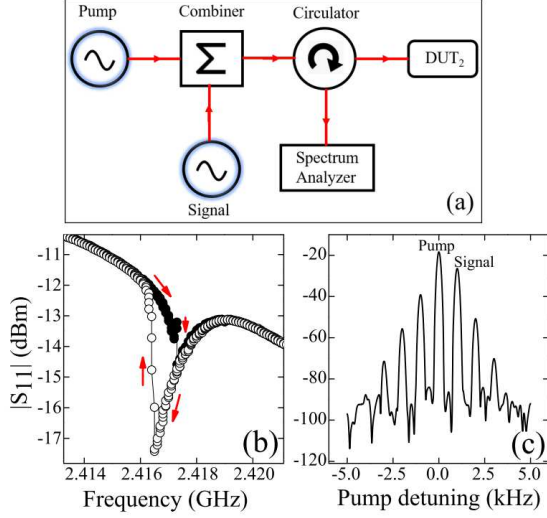 Pump
Combiner
Circulator
Σ
DUT₂
Signal
Spectrum
Analyzer
(a)
|S₁₁| (dBm)
-11
-12
-13
-14
-15
-16
-17
2.414
2.416
2.418
2.420
Frequency (GHz)
(b)
-20
-40
-60
-80
-100
-120
Pump
Signal
-5.0
-2.5
0.0
2.5
5.0
Pump detuning (kHz)
(c)